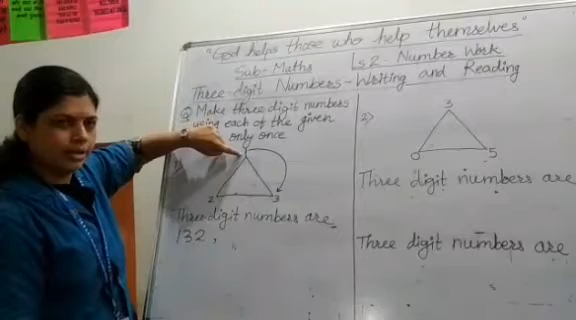 "God helps those who help themselves"
Sub- Maths Ls 2 - Number Work
Three digit Numbers - Writing and Reading
Q Make three digit numbers
using each of the given
only once
2 3
Three digit numbers are
132,
2)
3
0 5
Three digit numbers are
Three digit numbers are